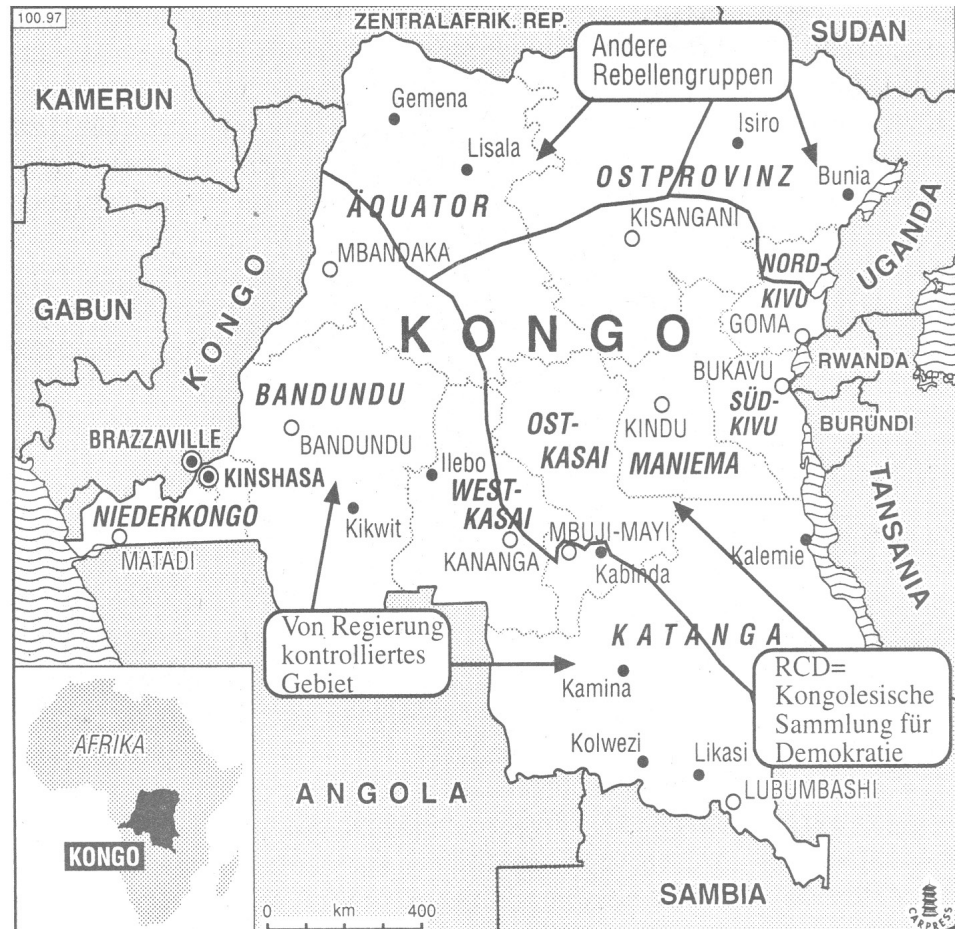 100.97
ZENTRALAFRIK. REP.
SUDAN
Andere
Rebellengruppen
KAMERUN
Gemena
Isiro
Lisala
OSTPROVINZ
Bunia
ÄQUATOR
KISANGANI
UGANDA
MBANDAKA
NORD-
KIVU
GABUN
KONGO
KONGO
GOMA
RWANDA
BUKAVU
BANDUNDU
SÜD-
KIVU
BANDUNDU
OST-
KASAI
KINDU
BURUNDI
BRAZZAVILLE
MANIEMA
KINSHASA
Ilebo
WEST-
KASAI
TANSANIA
NIEDERKONGO
Kikwit
MBUJI-MAYI
MATADI
KANANGA
Kabinda
Kalemie
Von Regierung
kontrolliertes
Gebiet
KATANGA
RCD=
Kongolesische
Sammlung für
Demokratie
Kamina
AFRIKA
Kolwezi
Likasi
ANGOLA
LUBUMBASHI
KONGO
SAMBIA
0 km 400
CARPRESS